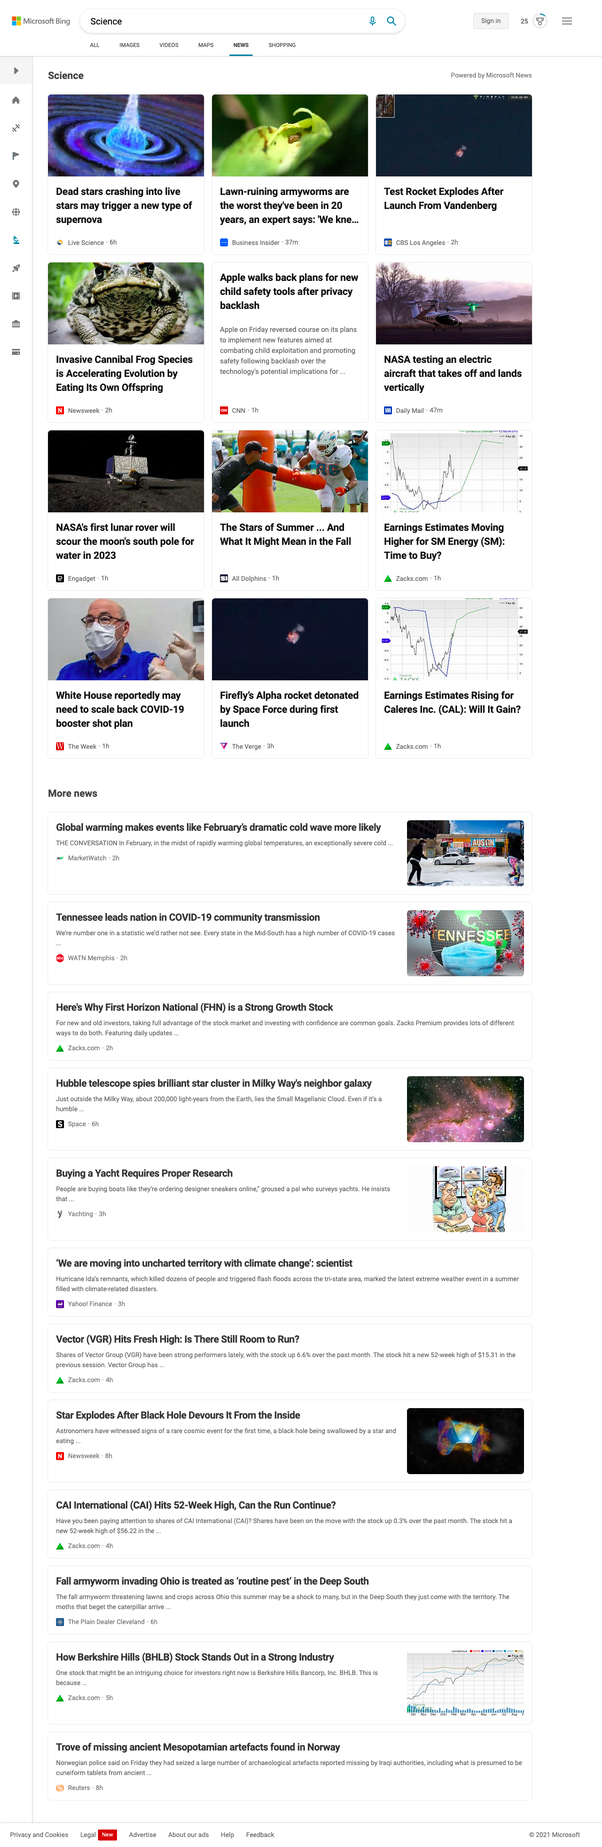 Microsoft Bing
Science
Sign in
25
ALL IMAGES VIDEOS MAPS NEWS SHOPPING
Science
Powered by Microsoft News
Dead stars crashing into live
stars may trigger a new type of
supernova
Live Science · 6h
Lawn-ruining armyworms are
the worst they've been in 20
years, an expert says: 'We kne...
Business Insider · 37m
Test Rocket Explodes After
Launch From Vandenberg
CBS Los Angeles · 2h
Invasive Cannibal Frog Species
is Accelerating Evolution by
Eating Its Own Offspring
Newsweek · 2h
Apple walks back plans for new
child safety tools after privacy
backlash
Apple on Friday reversed course on its plans
to implement new features aimed at
combating child exploitation and promoting
safety following backlash over the
technology's potential implications for ...
CNN · 1h
NASA testing an electric
aircraft that takes off and lands
vertically
Daily Mail · 47m
NASA's first lunar rover will
scour the moon's south pole for
water in 2023
Engadget · 1h
The Stars of Summer ... And
What It Might Mean in the Fall
All Dolphins · 1h
Earnings Estimates Moving
Higher for SM Energy (SM):
Time to Buy?
Zacks.com · 1h
White House reportedly may
need to scale back COVID-19
booster shot plan
The Week · 1h
Firefly's Alpha rocket detonated
by Space Force during first
launch
The Verge · 3h
Earnings Estimates Rising for
Caleres Inc. (CAL): Will It Gain?
Zacks.com · 1h
More news
Global warming makes events like February's dramatic cold wave more likely
THE CONVERSATION In February, in the midst of rapidly warming global temperatures, an exceptionally severe cold ...
MarketWatch · 2h
AUSTIN
Tennessee leads nation in COVID-19 community transmission
We're number one in a statistic we'd rather not see. Every state in the Mid-South has a high number of COVID-19 cases
...
WATN Memphis · 2h
TENNESSEE
Here's Why First Horizon National (FHN) is a Strong Growth Stock
For new and old investors, taking full advantage of the stock market and investing with confidence are common goals. Zacks Premium provides lots of different
ways to do both. Featuring daily updates ...
Zacks.com · 2h
Hubble telescope spies brilliant star cluster in Milky Way's neighbor galaxy
Just outside the Milky Way, about 200,000 light-years from the Earth, lies the Small Magellanic Cloud. Even if it's a
humble ...
Space · 6h
Buying a Yacht Requires Proper Research
People are buying boats like they're ordering designer sneakers online," groused a pal who surveys yachts. He insists
that ...
Yachting · 3h
'We are moving into uncharted territory with climate change': scientist
Hurricane Ida's remnants, which killed dozens of people and triggered flash floods across the tri-state area, marked the latest extreme weather event in a summer
filled with climate-related disasters.
Yahoo! Finance · 3h
Vector (VGR) Hits Fresh High: Is There Still Room to Run?
Shares of Vector Group (VGR) have been strong performers lately, with the stock up 6.6% over the past month. The stock hit a new 52-week high of $15.31 in the
previous session. Vector Group has ...
Zacks.com · 4h
Star Explodes After Black Hole Devours It From the Inside
Astronomers have witnessed signs of a rare cosmic event for the first time, a black hole being swallowed by a star and
eating ...
Newsweek · 8h
CAI International (CAI) Hits 52-Week High, Can the Run Continue?
Have you been paying attention to shares of CAI International (CAI)? Shares have been on the move with the stock up 0.3% over the past month. The stock hit a
new 52-week high of $56.22 in the ...
Zacks.com · 4h
Fall armyworm invading Ohio is treated as 'routine pest' in the Deep South
The fall armyworm threatening lawns and crops across Ohio this summer may be a shock to many, but in the Deep South they just come with the territory. The
moths that beget the caterpillar arrive ...
The Plain Dealer Cleveland · 6h
How Berkshire Hills (BHLB) Stock Stands Out in a Strong Industry
One stock that might be an intriguing choice for investors right now is Berkshire Hills Bancorp, Inc. BHLB. This is
because ...
Zacks.com · 5h
Trove of missing ancient Mesopotamian artefacts found in Norway
Norwegian police said on Friday they had seized a large number of archaeological artefacts reported missing by Iraqi authorities, including what is presumed to be
cuneiform tablets from ancient ...
Reuters · 8h
Privacy and Cookies Legal New Advertise About our ads Help Feedback © 2021 Microsoft